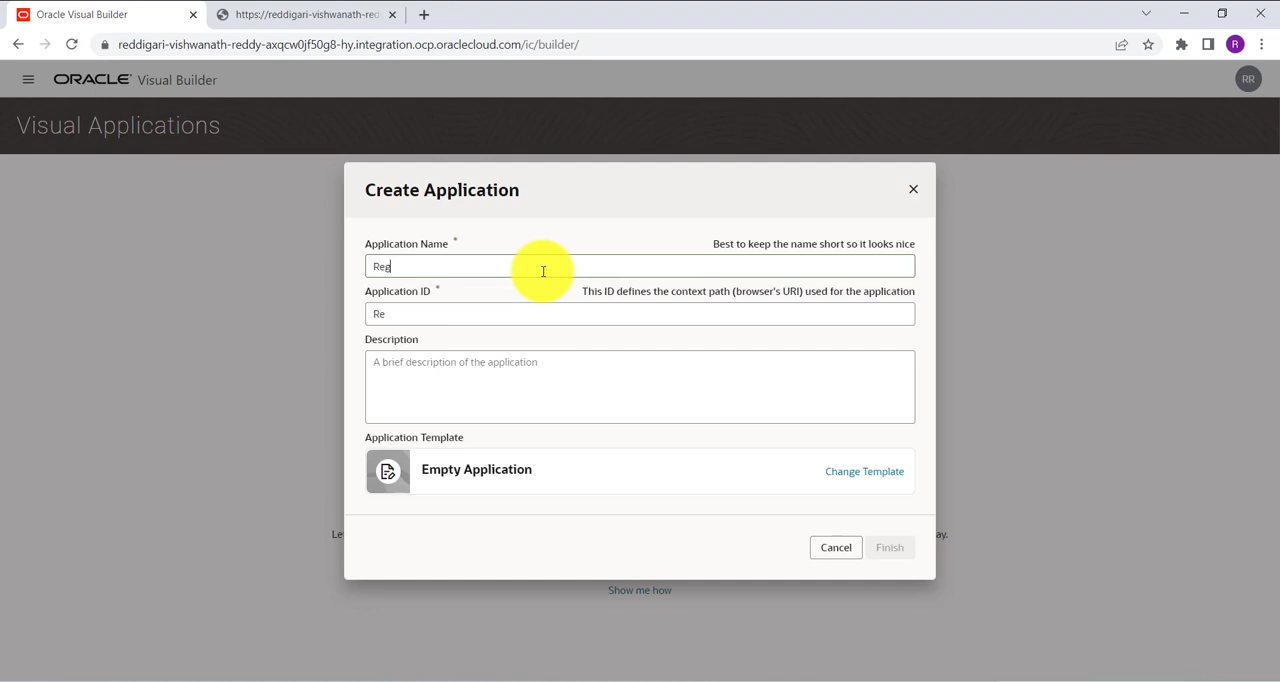 Oracle Visual Builder
https://reddigari-vishwanath-red
reddigari-vishwanath-reddy-axqcw0jf50g8-hy.integration.ocp.oraclecloud.com/ic/builder/
R
ORACLE Visual Builder
RR
Visual Applications
Create Application
Application Name * Best to keep the name short so it looks nice
Reg
Application ID * This ID defines the context path (browser's URI) used for the application
Re
Description
A brief description of the application
Application Template
Empty Application Change Template
Le ay.
Cancel Finish
Show me how